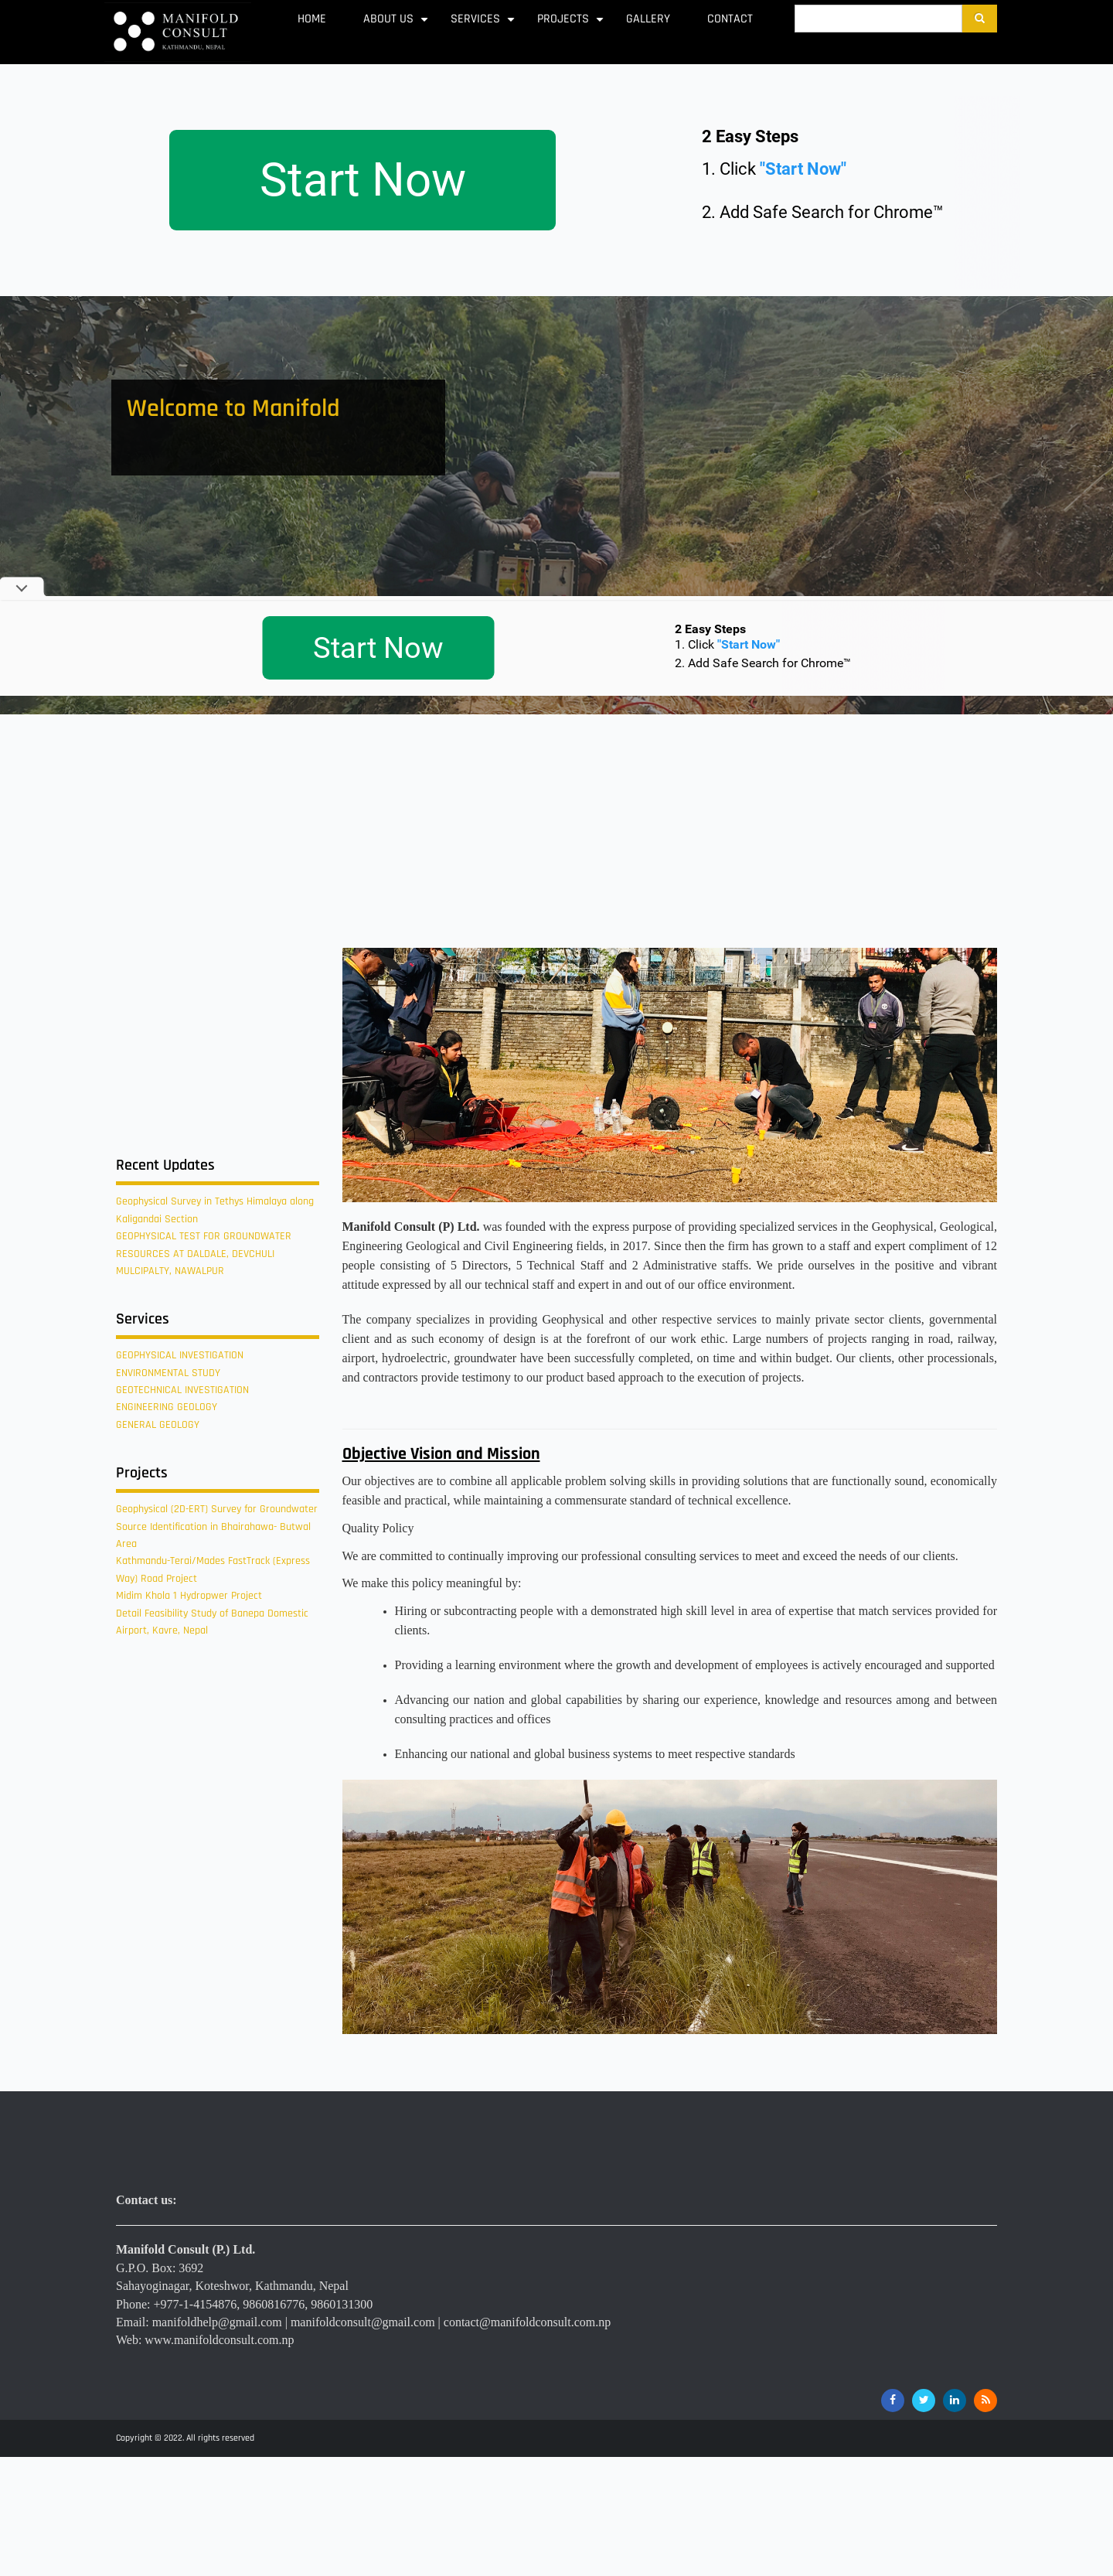 MANIFOLD
CONSULT
KATHMANDU, NEPAL
HOME
ABOUT US
SERVICES
PROJECTS
GALLERY
CONTACT
Start Now
2 Easy Steps
1. Click "Start Now"
2. Add Safe Search for Chrome™
Welcome to Manifold
Start Now
2 Easy Steps
1. Click "Start Now"
2. Add Safe Search for Chrome™
Recent Updates
Geophysical Survey in Tethys Himalaya along
Kaligandai Section
GEOPHYSICAL TEST FOR GROUNDWATER
RESOURCES AT DALDALE, DEVCHULI
MULCIPALTY, NAWALPUR
Services
GEOPHYSICAL INVESTIGATION
ENVIRONMENTAL STUDY
GEOTECHNICAL INVESTIGATION
ENGINEERING GEOLOGY
GENERAL GEOLOGY
Projects
Geophysical (2D-ERT) Survey for Groundwater
Source Identification in Bhairahawa- Butwal
Area
Kathmandu-Terai/Mades FastTrack (Express
Way) Road Project
Midim Khola 1 Hydropwer Project
Detail Feasibility Study of Banepa Domestic
Airport, Kavre, Nepal
Manifold Consult (P) Ltd. was founded with the express purpose of providing specialized services in the Geophysical, Geological,
Engineering Geological and Civil Engineering fields, in 2017. Since then the firm has grown to a staff and expert compliment of 12
people consisting of 5 Directors, 5 Technical Staff and 2 Administrative staffs. We pride ourselves in the positive and vibrant
attitude expressed by all our technical staff and expert in and out of office environment.
The company specializes in providing Geophysical and other respective services to mainly private sector clients, governmental
client and as such economy of design is at the forefront of our work ethic. Large numbers of projects ranging in road, railway,
airport, hydroelectric, groundwater have been successfully completed, on time and within budget. Our clients, other processionals,
and contractors provide testimony to our product based approach to the execution of projects.
Objective Vision and Mission
Our objectives are to combine all applicable problem solving skills in providing solutions that are functionally sound, economically
feasible and practical, while maintaining a commensurate standard of technical excellence.
Quality Policy
We are committed to continually improving our professional consulting services to meet and exceed the needs of our clients.
We make this policy meaningful by:
• Hiring or subcontracting people with a demonstrated high skill level in area of expertise that match services provided for
clients.
• Providing a learning environment where the growth and development of employees is actively encouraged and supported
• Advancing our nation and global capabilities by sharing our experience, knowledge and resources among and between
consulting practices and offices
• Enhancing our national and global business systems to meet respective standards
Contact us:
Manifold Consult (P.) Ltd.
G.P.O. Box: 3692
Sahayoginagar, Koteshwor, Kathmandu, Nepal
Phone: +977-1-4154876, 9860816776, 9860131300
Email: manifoldhelp@gmail.com | manifoldconsult@gmail.com | contact@manifoldconsult.com.np
Web: www.manifoldconsult.com.np
Copyright © 2022. All rights reserved